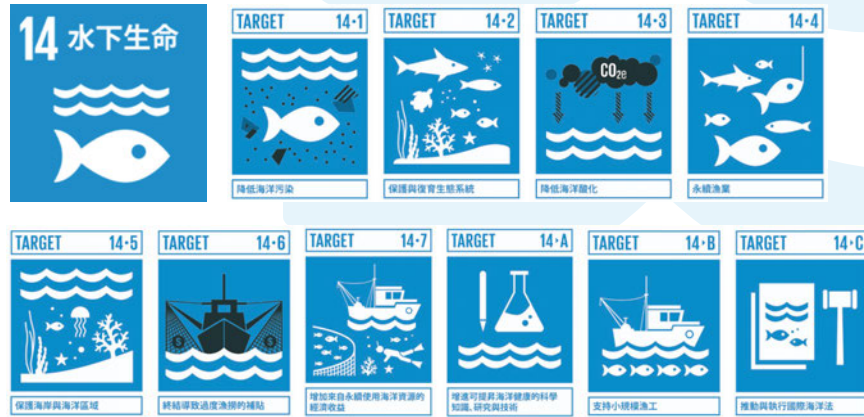 14 水下生命
TARGET 14·1
CO2e
降低海洋污染
TARGET 14·2
保護與復育生態系統
TARGET 14·3
降低海洋酸化
TARGET 14·4
永續漁業
TARGET 14·5
保護海岸與海洋區域
TARGET 14·6
$ $
終結導致過度漁撈的補貼
TARGET 14·7
增加來自永續使用海洋資源的
經濟收益
TARGET 14·A
增進可提昇海洋健康的科學
知識、研究與技術
TARGET 14·B
支持小規模漁工
TARGET 14·C
推動與執行國際海洋法